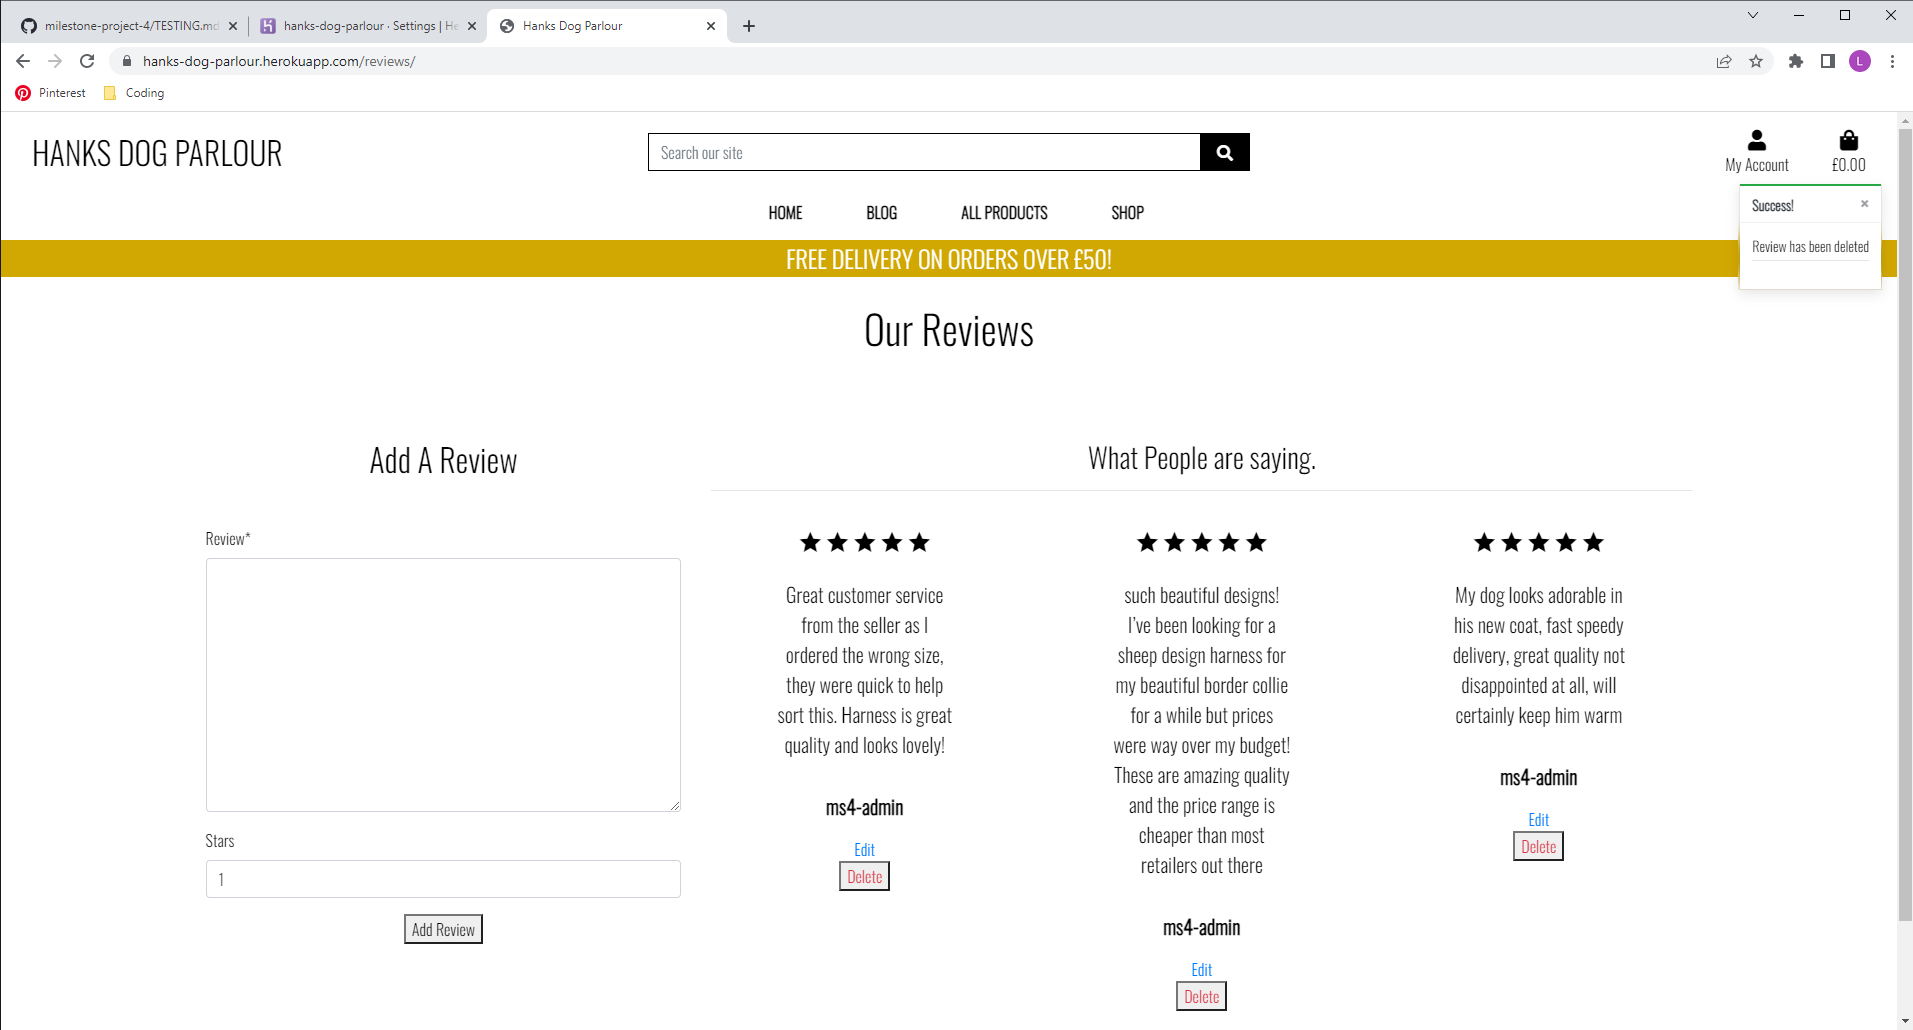 milestone-project-4/TESTING.md
hanks-dog-parlour · Settings | He
Hanks Dog Parlour
hanks-dog-parlour.herokuapp.com/reviews/
L
Pinterest
Coding
HANKS DOG PARLOUR
Search our site
My Account
£0.00
HOME
BLOG
ALL PRODUCTS
SHOP
Success!
×
Review has been deleted
FREE DELIVERY ON ORDERS OVER £50!
Our Reviews
Add A Review
Review*
Stars
1
Add Review
What People are saying.
Great customer service
from the seller as I
ordered the wrong size,
they were quick to help
sort this. Harness is great
quality and looks lovely!
ms4-admin
Edit
Delete
such beautiful designs!
I’ve been looking for a
sheep design harness for
my beautiful border collie
for a while but prices
were way over my budget!
These are amazing quality
and the price range is
cheaper than most
retailers out there
ms4-admin
Edit
Delete
My dog looks adorable in
his new coat, fast speedy
delivery, great quality not
disappointed at all, will
certainly keep him warm
ms4-admin
Edit
Delete